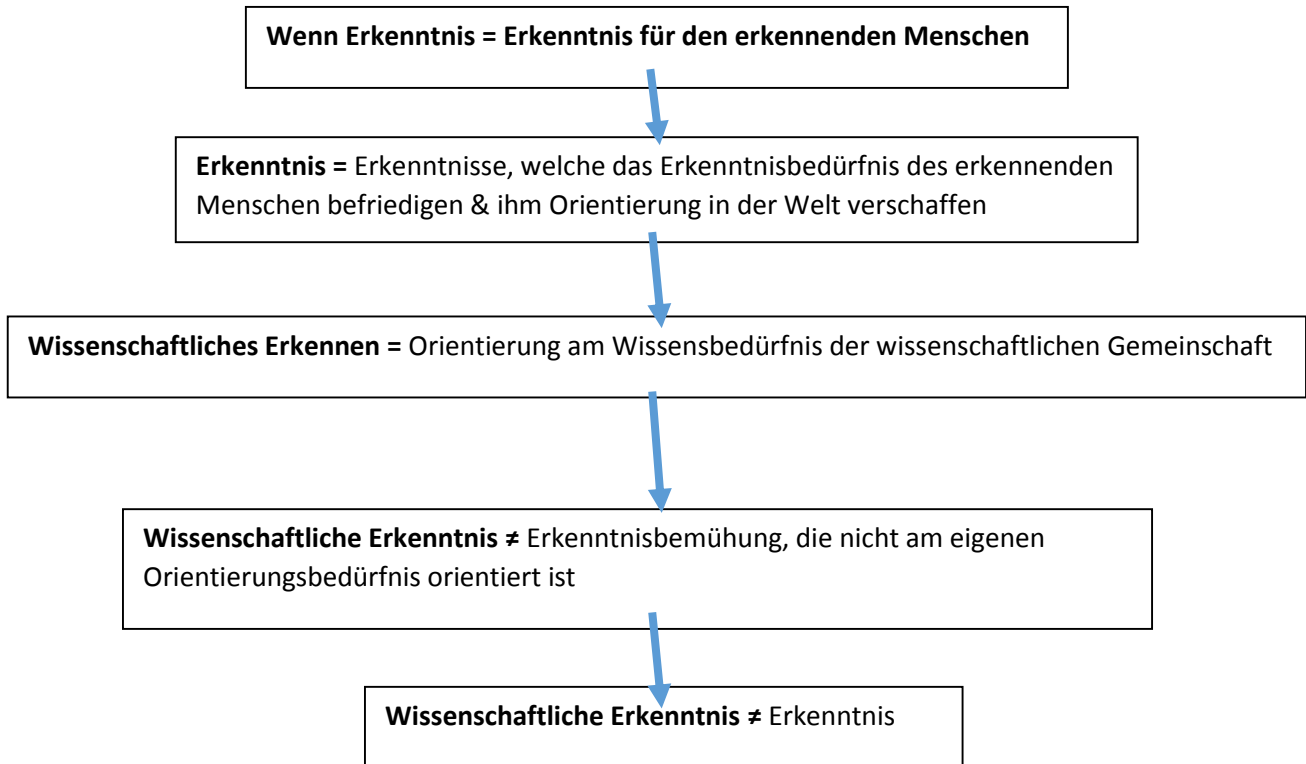 Wenn Erkenntnis = Erkenntnis für den erkennenden Menschen
Erkenntnis = Erkenntnisse, welche das Erkenntnisbedürfnis des erkennenden
Menschen befriedigen & ihm Orientierung in der Welt verschaffen
Wissenschaftliches Erkennen = Orientierung am Wissensbedürfnis der wissenschaftlichen Gemeinschaft
Wissenschaftliche Erkenntnis ≠ Erkenntnisbemühung, die nicht am eigenen
Orientierungsbedürfnis orientiert ist
Wissenschaftliche Erkenntnis ≠ Erkenntnis